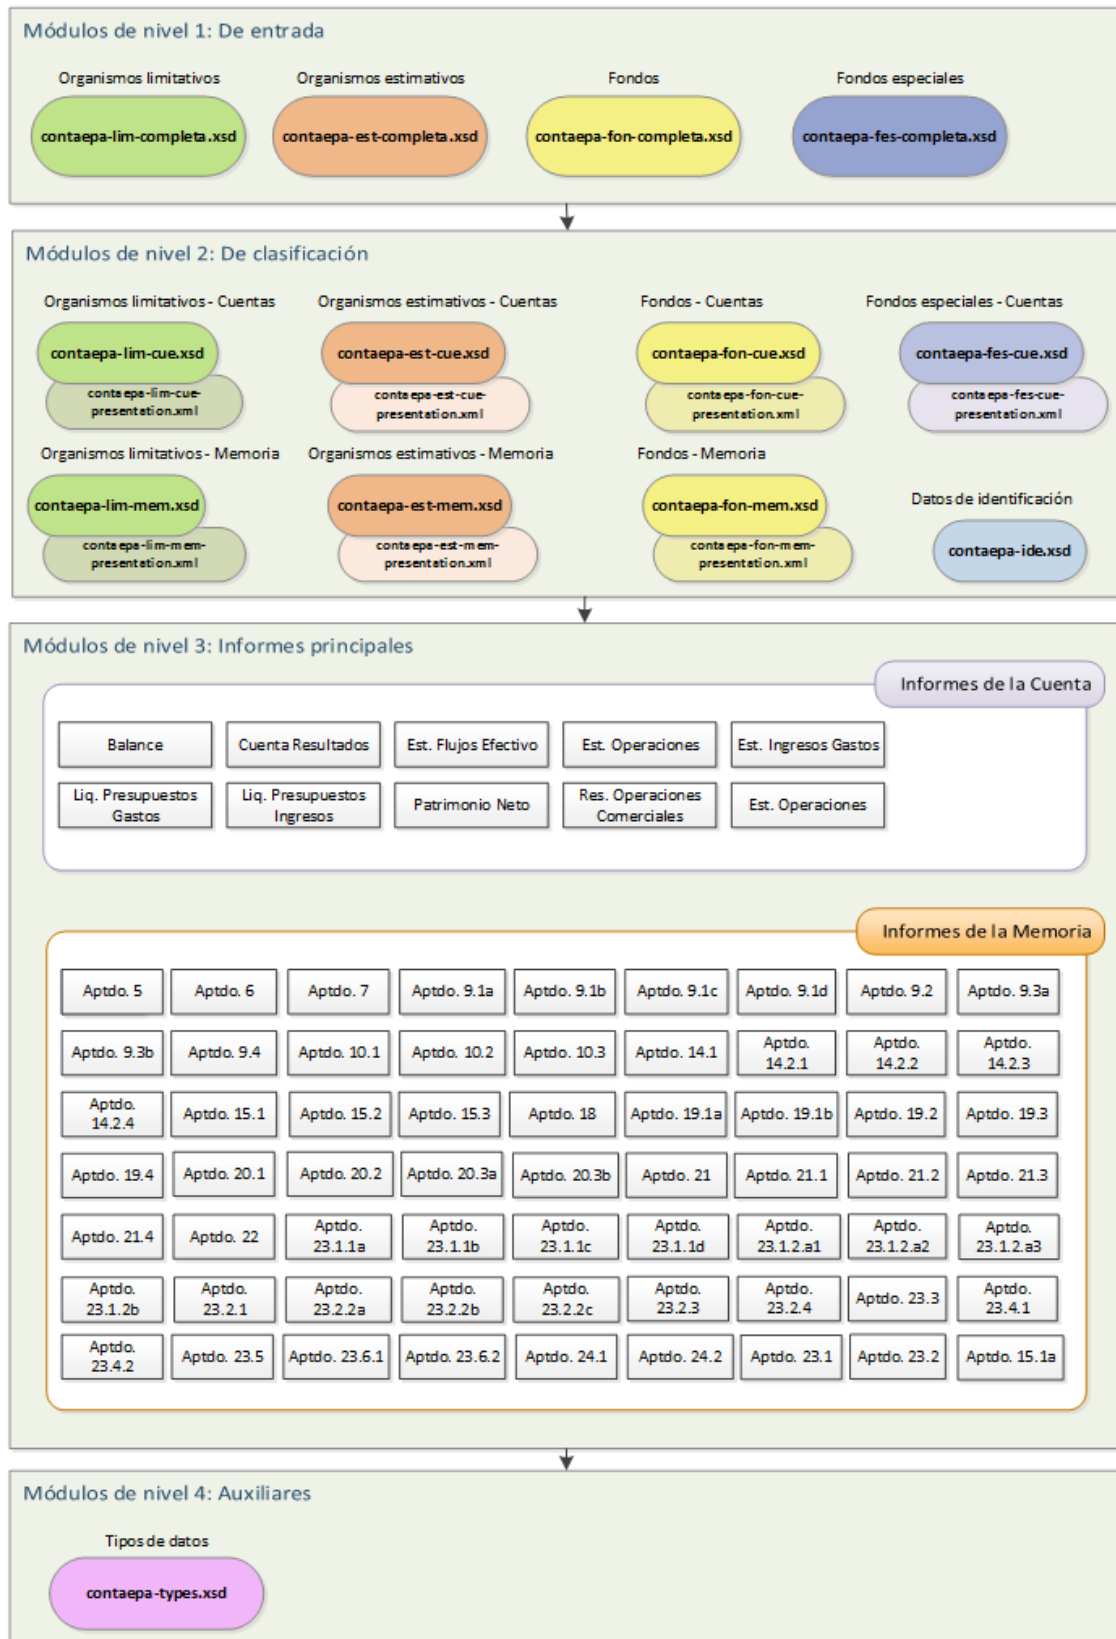 Módulos de nivel 1: De entrada
Organismos limitativos
Organismos estimativos
Fondos
Fondos especiales
contaepa-lim-completa.xsd
contaepa-est-completa.xsd
contaepa-fon-completa.xsd
contaepa-fes-completa.xsd
Módulos de nivel 2: De clasificación
Organismos limitativos - Cuentas
Organismos estimativos - Cuentas
Fondos - Cuentas
Fondos especiales - Cuentas
contaepa-lim-cue.xsd
contaepa-est-cue.xsd
contaepa-fon-cue.xsd
contaepa-fes-cue.xsd
contaepa-lim-cue-
presentation.xml
contaepa-est-cue-
presentation.xml
contaepa-fon-cue-
presentation.xml
contaepa-fes-cue-
presentation.xml
Organismos limitativos - Memoria
Organismos estimativos - Memoria
Fondos - Memoria
contaepa-lim-mem.xsd
contaepa-est-mem.xsd
contaepa-fon-mem.xsd
Datos de identificación
contaepa-lim-mem-
presentation.xml
contaepa-est-mem-
presentation.xml
contaepa-fon-mem-
presentation.xml
contaepa-ide.xsd
Módulos de nivel 3: Informes principales
Informes de la Cuenta
Balance
Cuenta Resultados
Est. Flujos Efectivo
Est. Operaciones
Est. Ingresos Gastos
Liq. Presupuestos
Gastos
Liq. Presupuestos
Ingresos
Patrimonio Neto
Res. Operaciones
Comerciales
Est. Operaciones
Informes de la Memoria
Aptdo. 5
Aptdo. 6
Aptdo. 7
Aptdo. 9.1a
Aptdo. 9.1b
Aptdo. 9.1c
Aptdo. 9.1d
Aptdo. 9.2
Aptdo. 9.3a
Aptdo. 9.3b
Aptdo. 9.4
Aptdo. 10.1
Aptdo. 10.2
Aptdo. 10.3
Aptdo. 14.1
Aptdo.
14.2.1
Aptdo.
14.2.2
Aptdo.
14.2.3
Aptdo.
14.2.4
Aptdo. 15.1
Aptdo. 15.2
Aptdo. 15.3
Aptdo. 18
Aptdo. 19.1a
Aptdo. 19.1b
Aptdo. 19.2
Aptdo. 19.3
Aptdo. 19.4
Aptdo. 20.1
Aptdo. 20.2
Aptdo. 20.3a
Aptdo. 20.3b
Aptdo. 21
Aptdo. 21.1
Aptdo. 21.2
Aptdo. 21.3
Aptdo. 21.4
Aptdo. 22
Aptdo.
23.1.1a
Aptdo.
23.1.1b
Aptdo.
23.1.1c
Aptdo.
23.1.1d
Aptdo.
23.1.2.a1
Aptdo.
23.1.2.a2
Aptdo.
23.1.2.a3
Aptdo.
23.1.2b
Aptdo.
23.2.1
Aptdo.
23.2.2a
Aptdo.
23.2.2b
Aptdo.
23.2.2c
Aptdo.
23.2.3
Aptdo.
23.2.4
Aptdo. 23.3
Aptdo.
23.4.1
Aptdo.
23.4.2
Aptdo. 23.5
Aptdo. 23.6.1
Aptdo. 23.6.2
Aptdo. 24.1
Aptdo. 24.2
Aptdo. 23.1
Aptdo. 23.2
Aptdo. 15.1a
Módulos de nivel 4: Auxiliares
Tipos de datos
contaepa-types.xsd